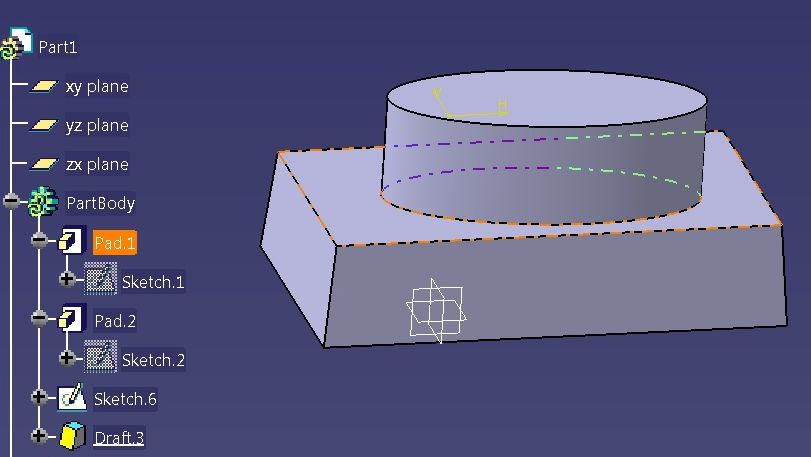 Part1
xy plane
yz plane
zx plane
PartBody
Pad.1
Sketch.1
Pad.2
Sketch.2
Sketch.6
Draft.3
V
H